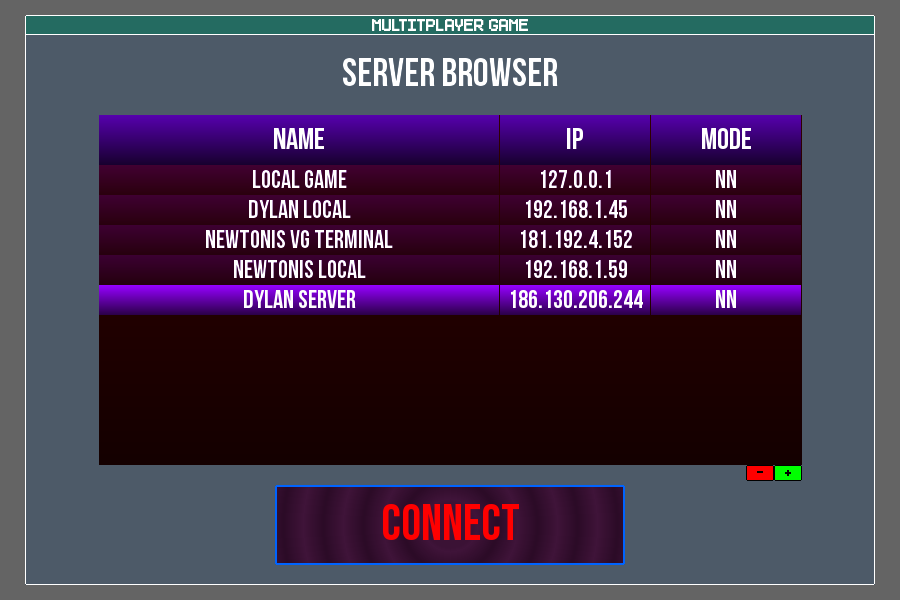 MULTITPLAYER GAME
SERVER BROWSER
NAME IP MODE
LOCAL GAME 127.0.0.1 NN
DYLAN LOCAL 192.168.1.45 NN
NEWTONIS VG TERMINAL 181.192.4.152 NN
NEWTONIS LOCAL 192.168.1.59 NN
DYLAN SERVER 186.130.206.244 NN
- +
CONNECT